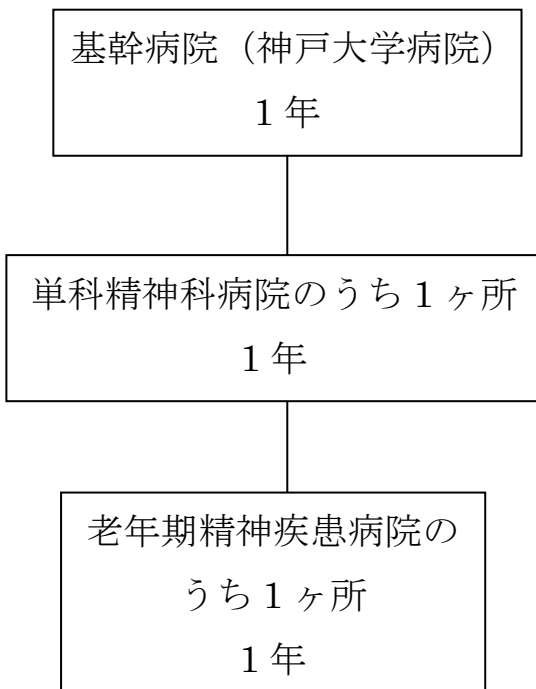 基幹病院（神戸大学病院）
１年
単科精神科病院のうち１ヶ所
１年
老年期精神疾患病院の
うち１ヶ所
１年